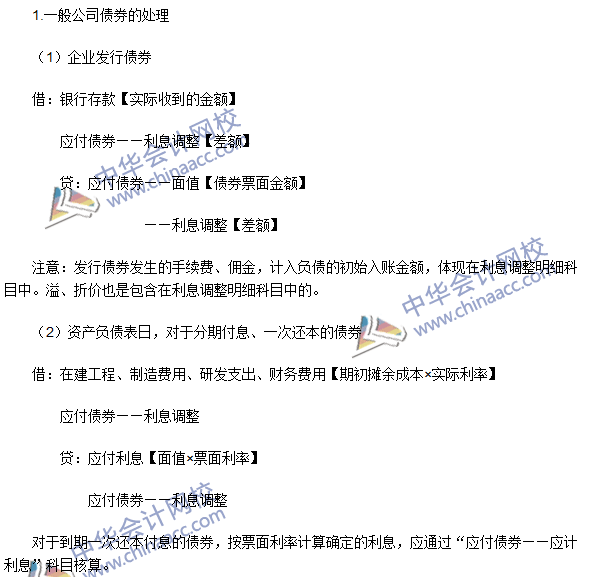 1.一般公司债券的处理
（1）企业发行债券
借：银行存款【实际收到的金额】
应付债券——利息调整【差额】
贷：应付债券——面值【债券票面金额】
——利息调整【差额】
注意：发行债券发生的手续费、佣金，计入负债的初始入账金额，体现在利息调整明细科
目中。溢、折价也是包含在利息调整明细科目中的。
（2）资产负债表日，对于分期付息、一次还本的债券
借：在建工程、制造费用、研发支出、财务费用【期初摊余成本×实际利率】
应付债券——利息调整
贷：应付利息【面值×票面利率】
应付债券——利息调整
对于到期一次还本付息的债券，按票面利率计算确定的利息，应通过“应付债券——应计
利息”科目核算。
中华会计网校
www.chinaacc.com
中华会计网校
www.chinaacc.com
中华会计网校
www.chinaacc.com